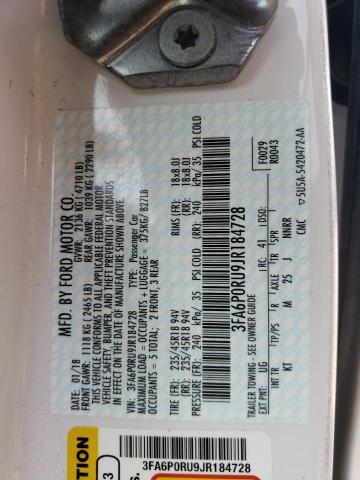 MFD. BY FORD MOTOR CO.
01/18 GVWR: 2136 KG ( 4710 LB)
FRONT GAWR: 1118 KG ( 2465 LB) REAR GAWR: 1039 KG ( 2290 LB)
THIS VEHICLE CONFORMS TO ALL APPLICABLE FEDERAL MOTOR
VEHICLE SAFETY, BUMPER, AND THEFT PREVENTION STANDARDS
IN EFFECT ON THE DATE OF MANUFACTURE SHOWN ABOVE.
VIN: 3FA6P0RU9JR184728 Passenger Car
MAXIMUM LOAD = OCCUPANTS + LUGGAGE = 375KG/ 827LB
OCCUPANTS = 5 TOTAL; 2 FRONT, 3 REAR
TIRES (FR): 235/45R18 94V RIMS (FR): 18x8.0J
(RR): 235/45R18 94V (RR): 18x8.0J
COLD (FR): 240 kPa/ 35 PSI COLD
(RR): 240 kPa/ 35 PSI COLD
3FA6P0RU9JR184728
TRAILER TOWING - SEE OWNER GUIDE
F0029
R0043
EXT.PNT: UG RC: 41 DSO:
INT TR TP/PS R AXLE TR SPR
KT M 25 J NNRR
CMC 5U5A-5420472-AA
3FA6P0RU9JR184728
CAUTION